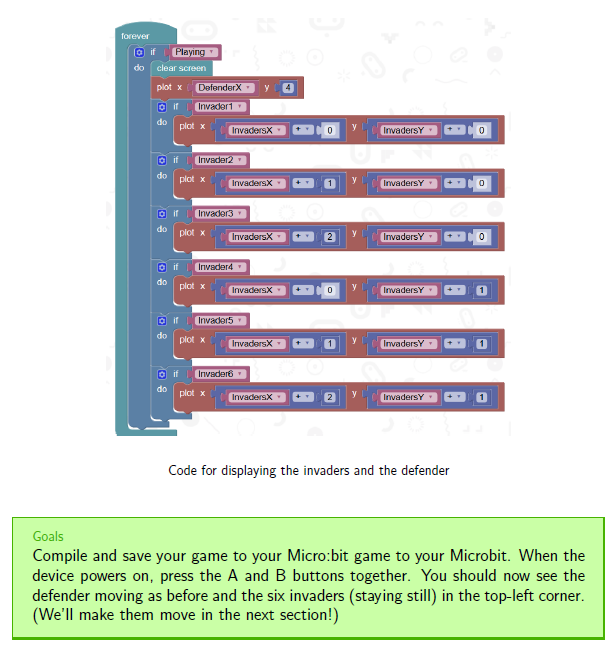 forever
if Playing
do clear screen
plot x DefenderX y 4
if Invader1
do plot x InvadersX + 0 y InvadersY + 0
if Invader2
do plot x InvadersX + 1 y InvadersY + 0
if Invader3
do plot x InvadersX + 2 y InvadersY + 0
if Invader4
do plot x InvadersX + 0 y InvadersY + 1
if Invader5
do plot x InvadersX + 1 y InvadersY + 1
if Invader6
do plot x InvadersX + 2 y InvadersY + 1
Code for displaying the invaders and the defender
Goals
Compile and save your game to your Micro:bit game to your Microbit. When the
device powers on, press the A and B buttons together. You should now see the
defender moving as before and the six invaders (staying still) in the top-left corner.
(We'll make them move in the next section!)